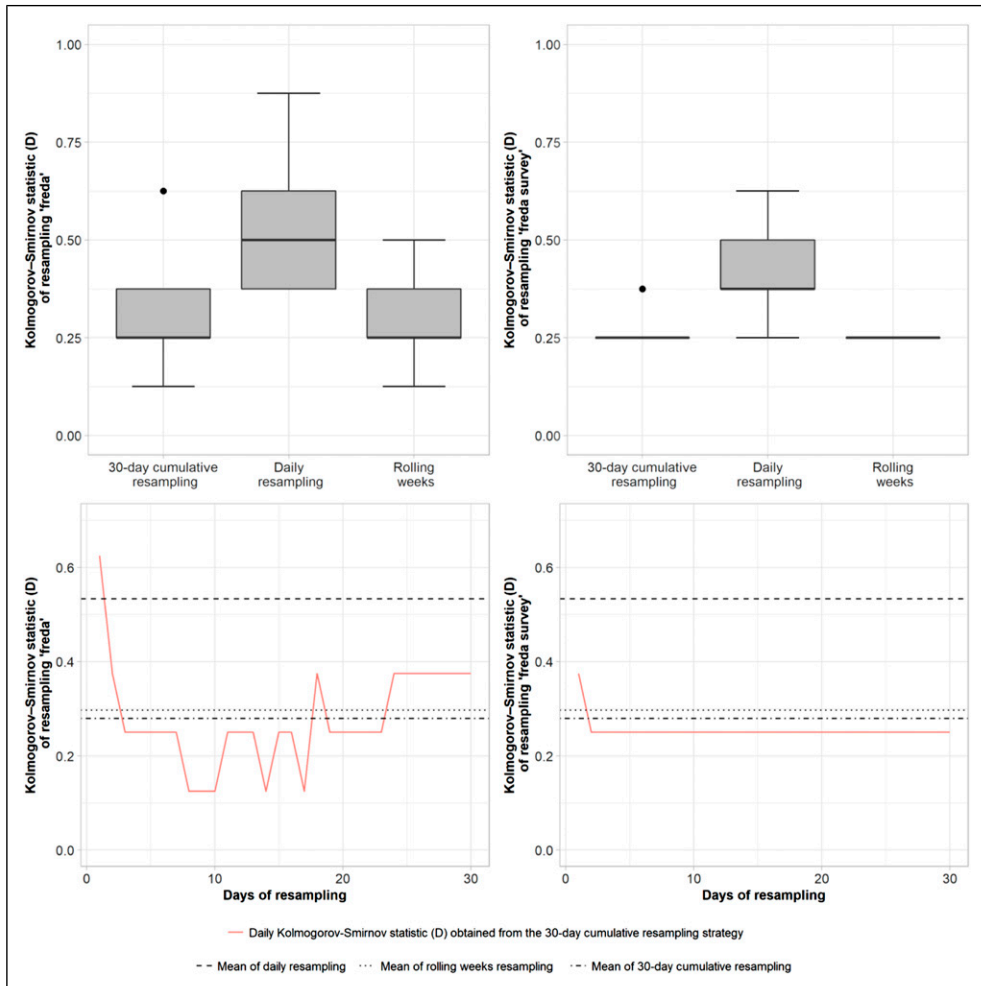 Kolmogorov–Smirnov statistic (D)
of resampling 'freda'
1.00
0.75
0.50
0.25
0.00
30-day cumulative
resampling
Daily
resampling
Rolling
weeks
Kolmogorov–Smirnov statistic (D)
of resampling 'freda survey'
1.00
0.75
0.50
0.25
0.00
30-day cumulative
resampling
Daily
resampling
Rolling
weeks
Kolmogorov–Smirnov statistic (D)
of resampling 'freda'
0.6
0.4
0.2
0.0
0 10 20 30
Days of resampling
Kolmogorov–Smirnov statistic (D)
of resampling 'freda survey'
0.6
0.4
0.2
0.0
0 10 20 30
Days of resampling
Daily Kolmogorov-Smirnov statistic (D) obtained from the 30-day cumulative resampling strategy
Mean of daily resampling Mean of rolling weeks resampling Mean of 30-day cumulative resampling